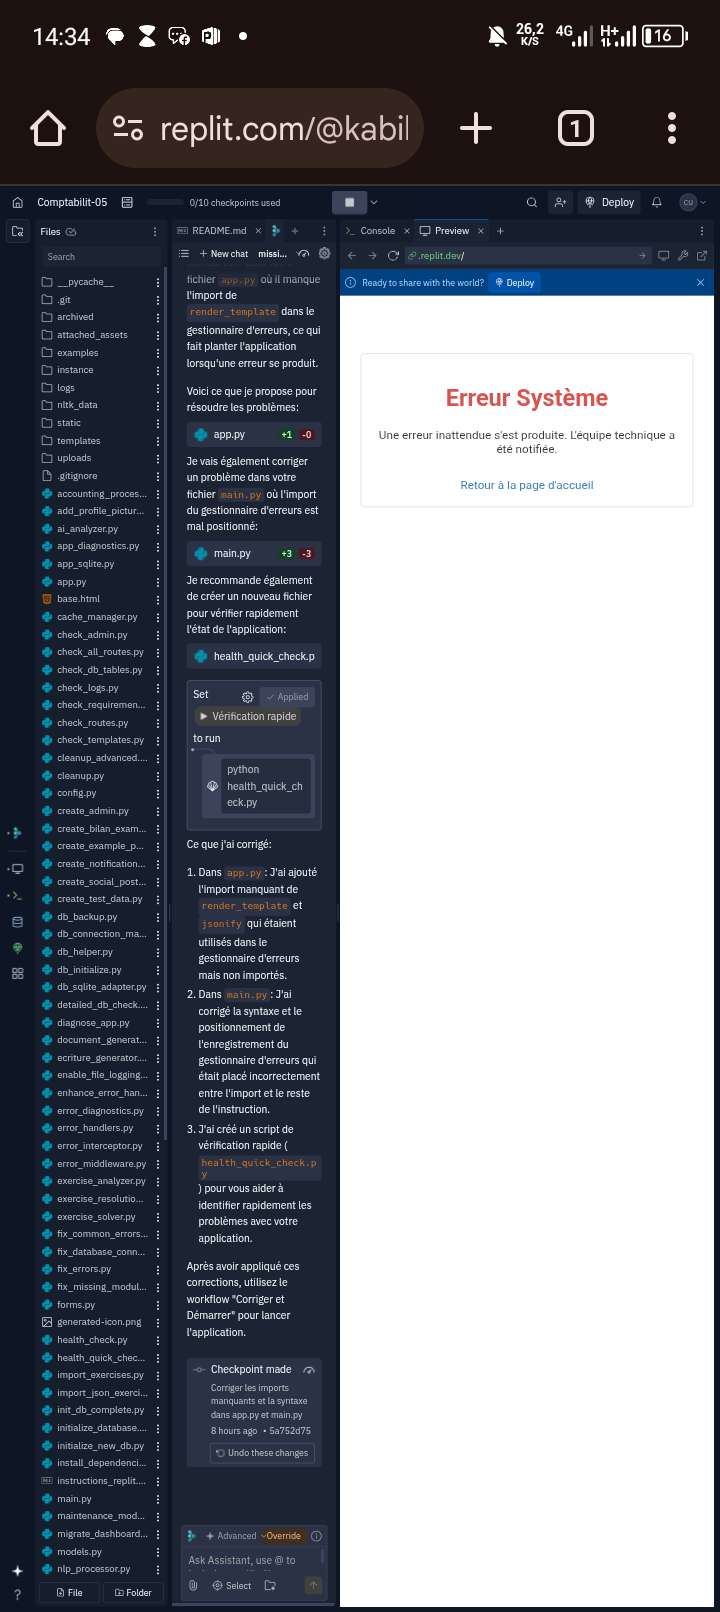 14:34
26,2
K/S
4G
H+
16
replit.com/@kabil
1
Comptabilit-05
0/10 checkpoints used
Deploy
CU
Files
Search
__pycache__
.git
archived
attached_assets
examples
instance
logs
nltk_data
static
templates
uploads
.gitignore
accounting_proces...
add_profile_pictur...
ai_analyzer.py
app_diagnostics.py
app_sqlite.py
app.py
base.html
cache_manager.py
check_admin.py
check_all_routes.py
check_db_tables.py
check_logs.py
check_requiremen...
check_routes.py
check_templates.py
cleanup_advanced....
cleanup.py
config.py
create_admin.py
create_bilan_exam...
create_example_p...
create_notification...
create_social_post...
create_test_data.py
db_backup.py
db_connection_ma...
db_helper.py
db_initialize.py
db_sqlite_adapter.py
detailed_db_check....
diagnose_app.py
document_generat...
ecriture_generator....
enable_file_logging...
enhance_error_han...
error_diagnostics.py
error_handlers.py
error_interceptor.py
error_middleware.py
exercise_analyzer.py
exercise_resolutio...
exercise_solver.py
fix_common_errors...
fix_database_conn...
fix_errors.py
fix_missing_modul...
forms.py
generated-icon.png
health_check.py
health_quick_chec...
import_exercises.py
import_json_exerci...
init_db_complete.py
initialize_database....
initialize_new_db.py
install_dependenci...
instructions_replit....
main.py
maintenance_mod...
migrate_dashboard...
models.py
nlp_processor.py
File
Folder
README.md
New chat
missi...
fichier app.py où il manque
l'import de
render_template dans le
gestionnaire d'erreurs, ce qui
fait planter l'application
lorsqu'une erreur se produit.
Voici ce que je propose pour
résoudre les problèmes:
app.py +1 -0
Je vais également corriger
un problème dans votre
fichier main.py où l'import
du gestionnaire d'erreurs est
mal positionné:
main.py +3 -3
Je recommande également
de créer un nouveau fichier
pour vérifier rapidement
l'état de l'application:
health_quick_check.p
Set
Applied
Vérification rapide
to run
python
health_quick_ch
eck.py
Ce que j'ai corrigé:
1. Dans app.py: J'ai ajouté
l'import manquant de
render_template et
jsonify qui étaient
utilisés dans le
gestionnaire d'erreurs
mais non importés.
2. Dans main.py: J'ai
corrigé la syntaxe et le
positionnement de
l'enregistrement du
gestionnaire d'erreurs qui
était placé incorrectement
entre l'import et le reste
de l'instruction.
3. J'ai créé un script de
vérification rapide (
health_quick_check.p
y
) pour vous aider à
identifier rapidement les
problèmes avec votre
application.
Après avoir appliqué ces
corrections, utilisez le
workflow "Corriger et
Démarrer" pour lancer
l'application.
Checkpoint made
Corriger les imports
manquants et la syntaxe
dans app.py et main.py
8 hours ago • 5a752d75
Undo these changes
Advanced
Override
Ask Assistant, use @ to
Select
Console
Preview
.replit.dev/
Ready to share with the world?
Deploy
Erreur Système
Une erreur inattendue s'est produite. L'équipe technique a
été notifiée.
Retour à la page d'accueil